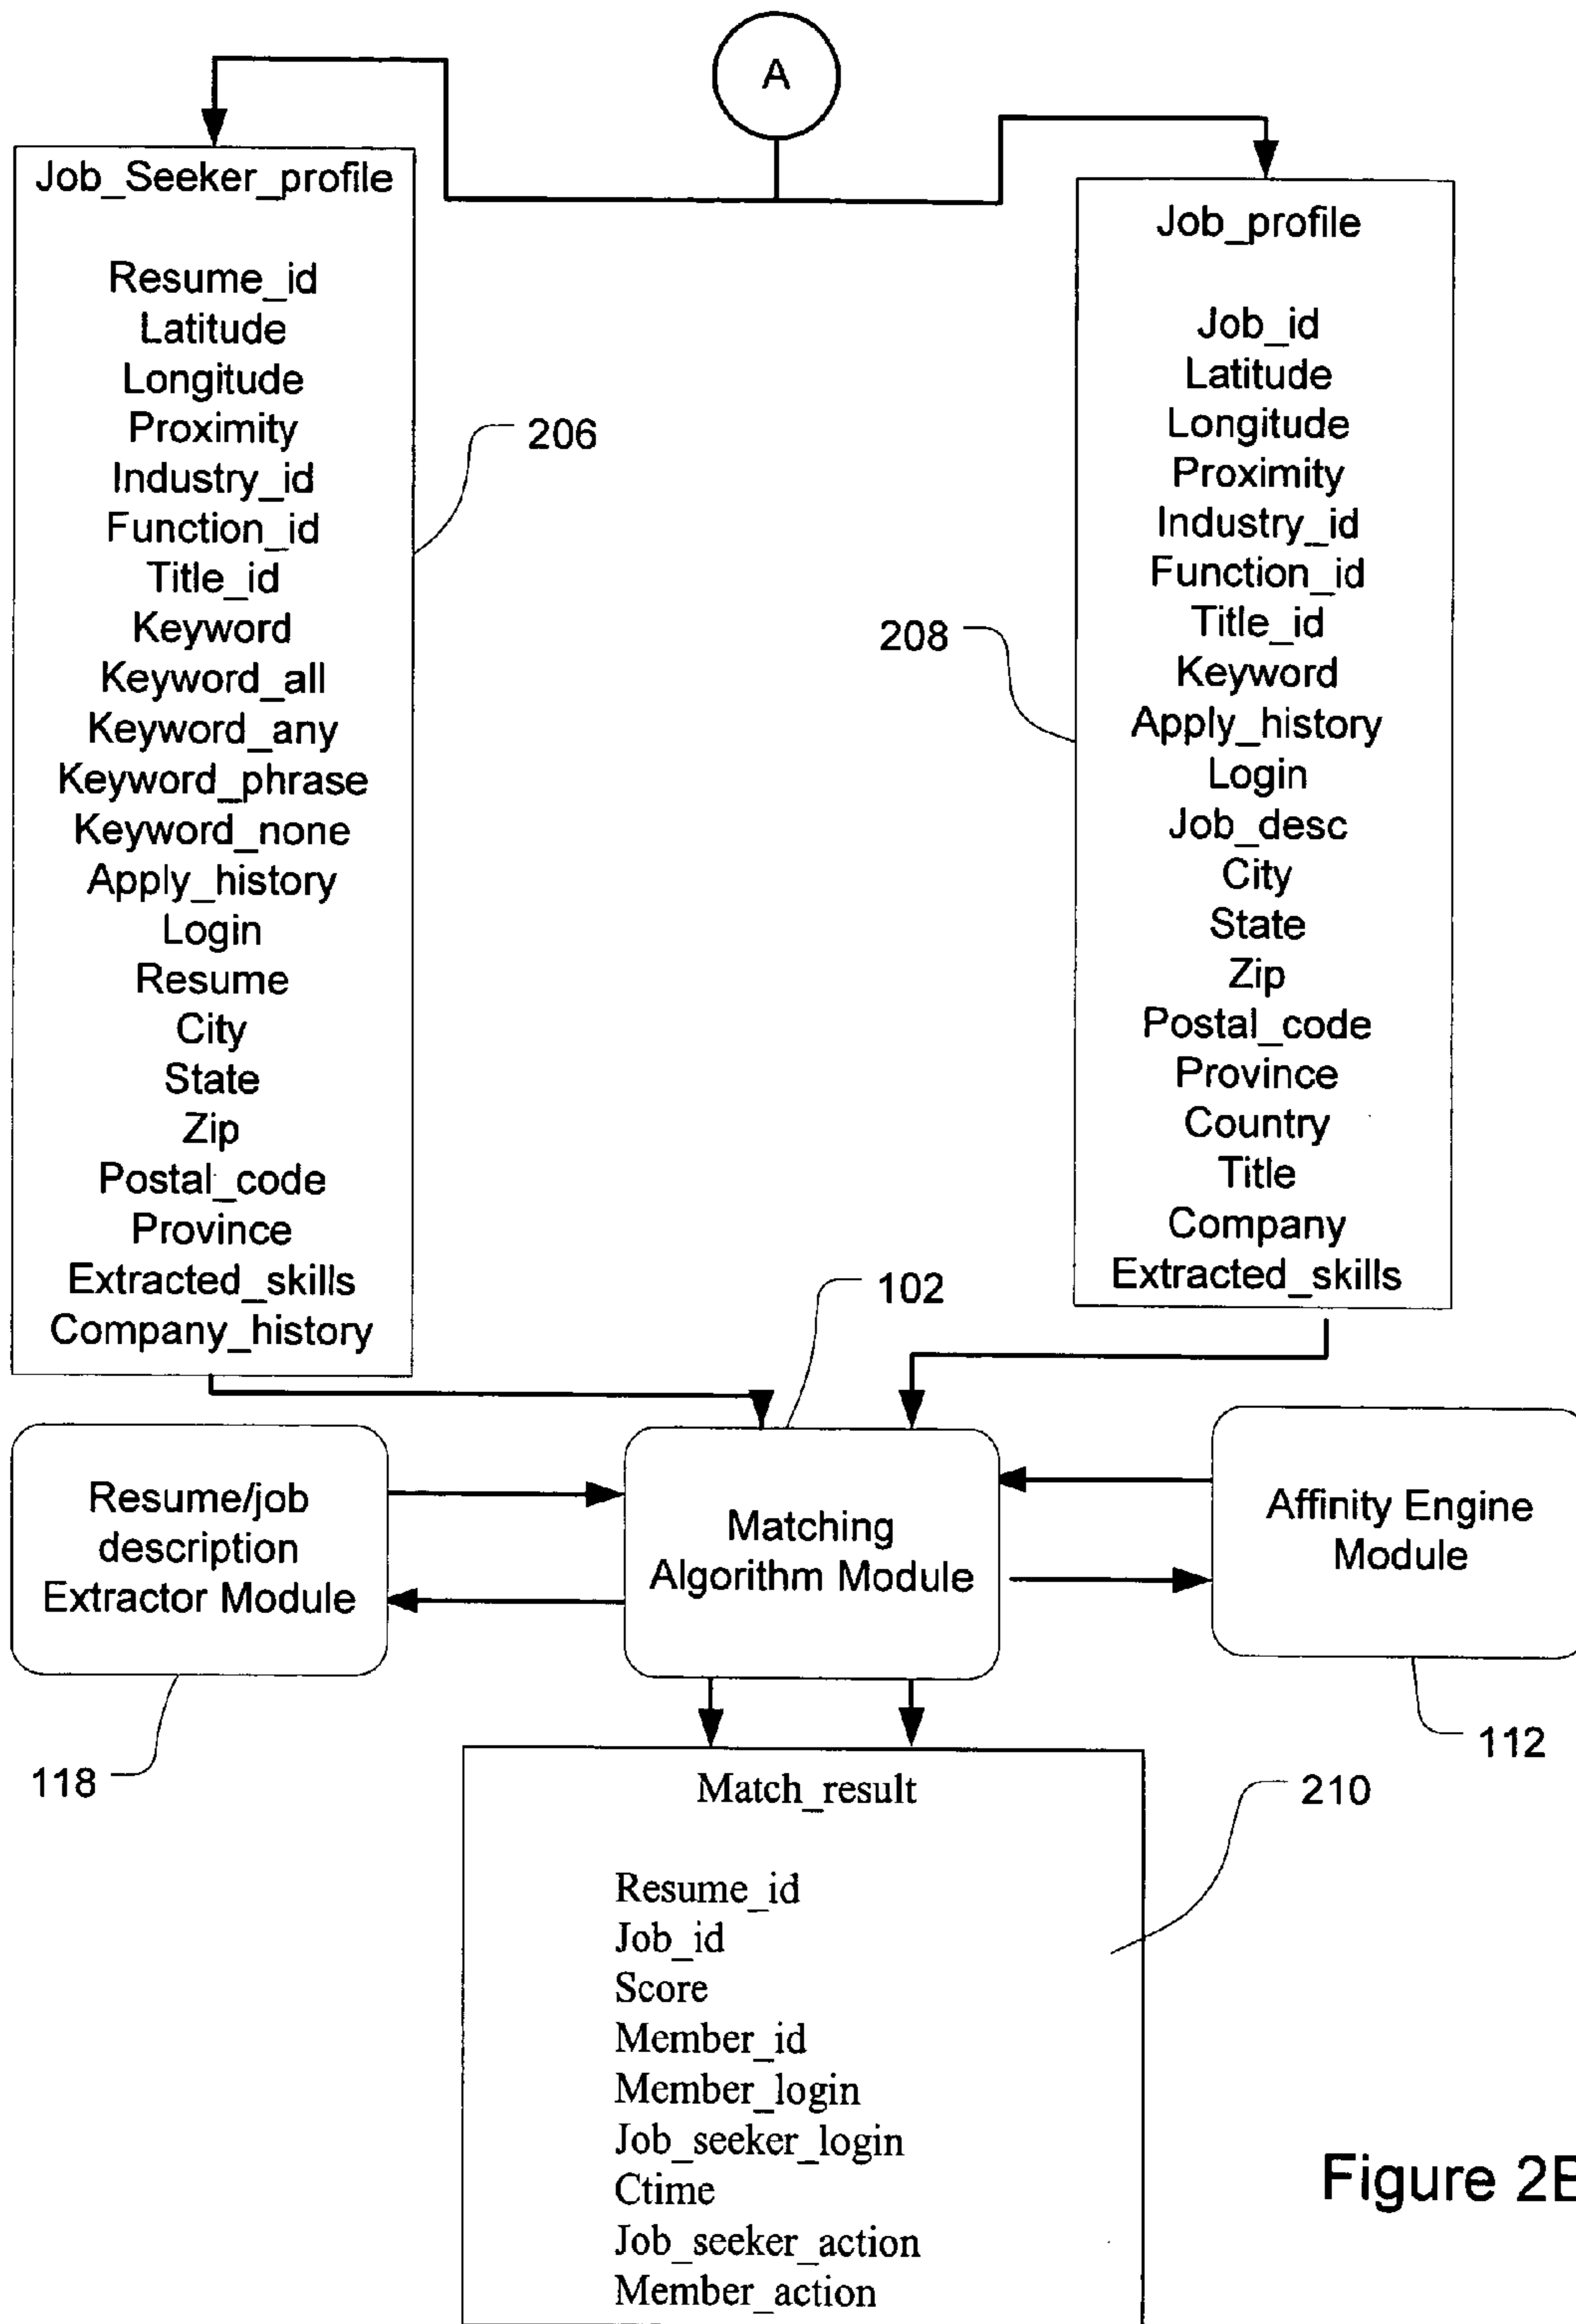 A
Job_Seeker_profile
Resume_id
Latitude
Longitude
Proximity
Industry_id
Function_id
Title_id
Keyword
Keyword_all
Keyword_any
Keyword_phrase
Keyword_none
Apply_history
Login
Resume
City
State
Zip
Postal_code
Province
Extracted_skills
Company_history
206
Job_profile
Job_id
Latitude
Longitude
Proximity
Industry_id
Function_id
Title_id
Keyword
Apply_history
Login
Job_desc
City
State
Zip
Postal_code
Province
Country
Title
Company
Extracted_skills
208
102
Resume/job
description
Extractor Module
118
Matching
Algorithm Module
Affinity Engine
Module
112
Match_result
Resume_id
Job_id
Score
Member_id
Member_login
Job_seeker_login
Ctime
Job_seeker_action
Member_action
210
Figure 2B